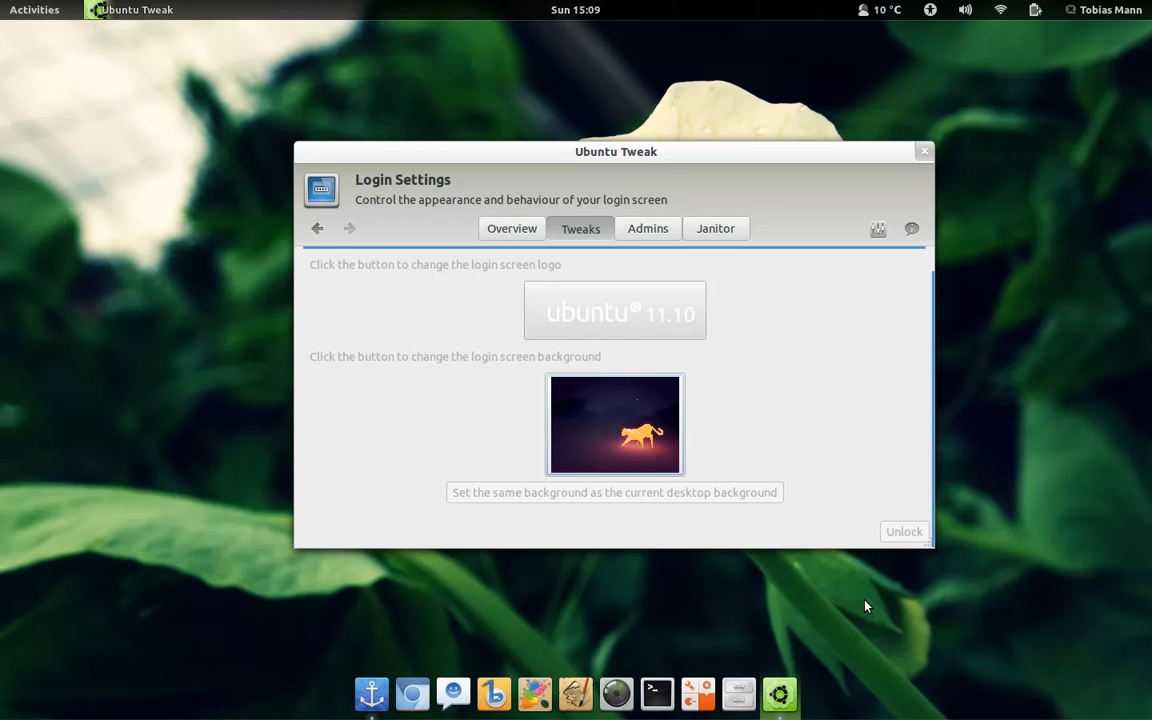 Activities Ubuntu Tweak Sun 15:09 10 °C Tobias Mann
Ubuntu Tweak
Login Settings
Control the appearance and behaviour of your login screen
Overview Tweaks Admins Janitor
Click the button to change the login screen logo
ubuntu® 11.10
Click the button to change the login screen background
Set the same background as the current desktop background
Unlock